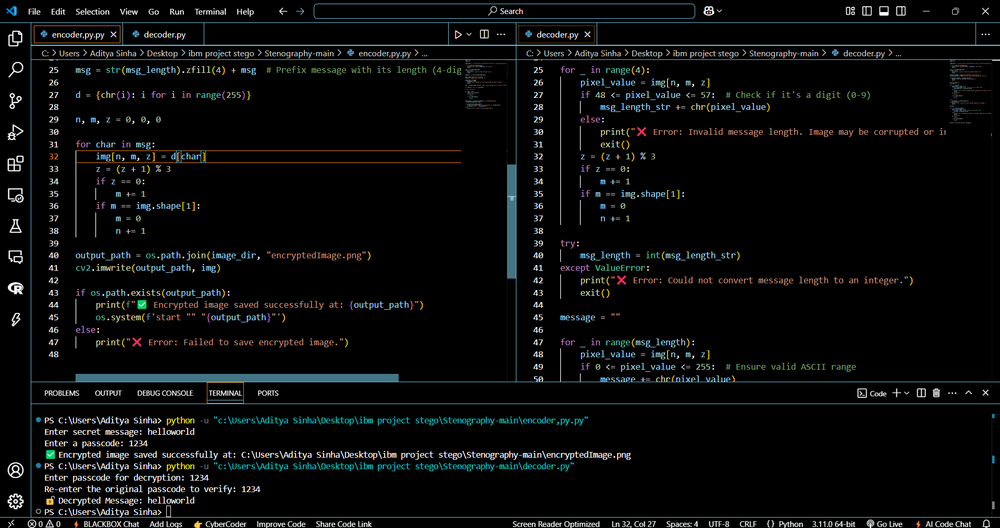 File Edit Selection View Go Run Terminal Help Search
encoder,py.py decoder.py
decoder.py
C: > Users > Aditya Sinha > Desktop > ibm project stego > Stenography-main > encoder,py.py > ...
25 msg = str(msg_length).zfill(4) + msg # Prefix message with its length (4-dig
26
27 d = {chr(i): i for i in range(255)}
28
29 n, m, z = 0, 0, 0
30
31 for char in msg:
32 img[n, m, z] = d[char]
33 z = (z + 1) % 3
34 if z == 0:
35 m += 1
36 if m == img.shape[1]:
37 m = 0
38 n += 1
39
40 output_path = os.path.join(image_dir, "encryptedImage.png")
41 cv2.imwrite(output_path, img)
42
43 if os.path.exists(output_path):
44 print(f"✅ Encrypted image saved successfully at: {output_path}")
45 os.system(f'start "" "{output_path}"')
46 else:
47 print("❌ Error: Failed to save encrypted image.")
48
C: > Users > Aditya Sinha > Desktop > ibm project stego > Stenography-main > decoder.py > ...
25 for _ in range(4):
26 pixel_value = img[n, m, z]
27 if 48 <= pixel_value <= 57: # Check if it's a digit (0-9)
28 msg_length_str += chr(pixel_value)
29 else:
30 print("❌ Error: Invalid message length. Image may be corrupted or ir
31 exit()
32 z = (z + 1) % 3
33 if z == 0:
34 m += 1
35 if m == img.shape[1]:
36 m = 0
37 n += 1
38
39 try:
40 msg_length = int(msg_length_str)
41 except ValueError:
42 print("❌ Error: Could not convert message length to an integer.")
43 exit()
44
45 message = ""
46
47 for _ in range(msg_length):
48 pixel_value = img[n, m, z]
49 if 0 <= pixel_value <= 255: # Ensure valid ASCII range
50 message += chr(pixel_value)
PROBLEMS OUTPUT DEBUG CONSOLE TERMINAL PORTS Code
PS C:\Users\Aditya Sinha> python -u "c:\Users\Aditya Sinha\Desktop\ibm project stego\Stenography-main\encoder,py.py"
Enter secret message: helloworld
Enter a passcode: 1234
✅ Encrypted image saved successfully at: C:\Users\Aditya Sinha\Desktop\ibm project stego\Stenography-main\encryptedImage.png
PS C:\Users\Aditya Sinha> python -u "c:\Users\Aditya Sinha\Desktop\ibm project stego\Stenography-main\decoder.py"
Enter passcode for decryption: 1234
Re-enter the original passcode to verify: 1234
🔓 Decrypted Message: helloworld
PS C:\Users\Aditya Sinha>
0 0 BLACKBOX Chat Add Logs 👉 CyberCoder Improve Code Share Code Link Screen Reader Optimized Ln 32, Col 27 Spaces: 4 UTF-8 CRLF {} Python 3.11.0 64-bit Go Live AI Code Chat